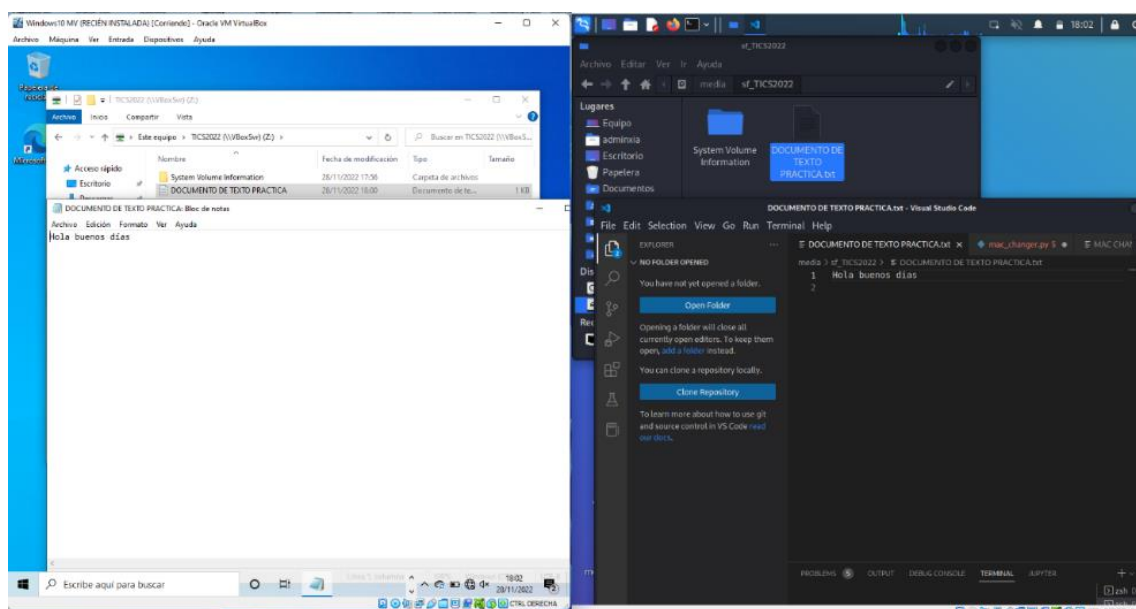 Windows10 MV (RECIÉN INSTALADA) [Corriendo] - Oracle VM VirtualBox
Archivo Máquina Ver Entrada Dispositivos Ayuda
Papelera de
TICS2022 (\\VBoxSvr) (Z:)
Archivo Inicio Compartir Vista
Este equipo > TICS2022 (\\VBoxSvr) (Z:) >
Buscar en TICS2022 (\\VBoxS...
Nombre Fecha de modificación Tipo Tamaño
Acceso rápido
Escritorio
System Volume Information 28/11/2022 17:58 Carpeta de archivos
DOCUMENTO DE TEXTO PRACTICA 28/11/2022 18:00 Documento de te... 1 KB
DOCUMENTO DE TEXTO PRACTICA: Bloc de notas
Archivo Edición Formato Ver Ayuda
Hola buenos días
Escribe aquí para buscar
18:02
28/11/2022
CTRL DERECHA
18:02
sf_TICS2022
Archivo Editar Ver Ir Ayuda
media sf_TICS2022
Lugares
Equipo
adminxia
Escritorio
Papelera
Documentos
System Volume
Information
DOCUMENTO DE
TEXTO
PRACTICA.txt
DOCUMENTO DE TEXTO PRACTICA.txt - Visual Studio Code
File Edit Selection View Go Run Terminal Help
EXPLORER
NO FOLDER OPENED
You have not yet opened a folder.
Open Folder
Opening a folder will close all
currently open editors. To keep them
open, add a folder instead.
You can clone a repository locally.
Clone Repository
To learn more about how to use git
and source control in VS Code read
our docs.
DOCUMENTO DE TEXTO PRACTICA.txt mac_changer.py 5 MAC CHAN
media > sf_TICS2022 > DOCUMENTO DE TEXTO PRACTICA.txt
1 Hola buenos días
2
PROBLEMS 5 OUTPUT DEBUG CONSOLE TERMINAL JUPYTER
zsh
zsh